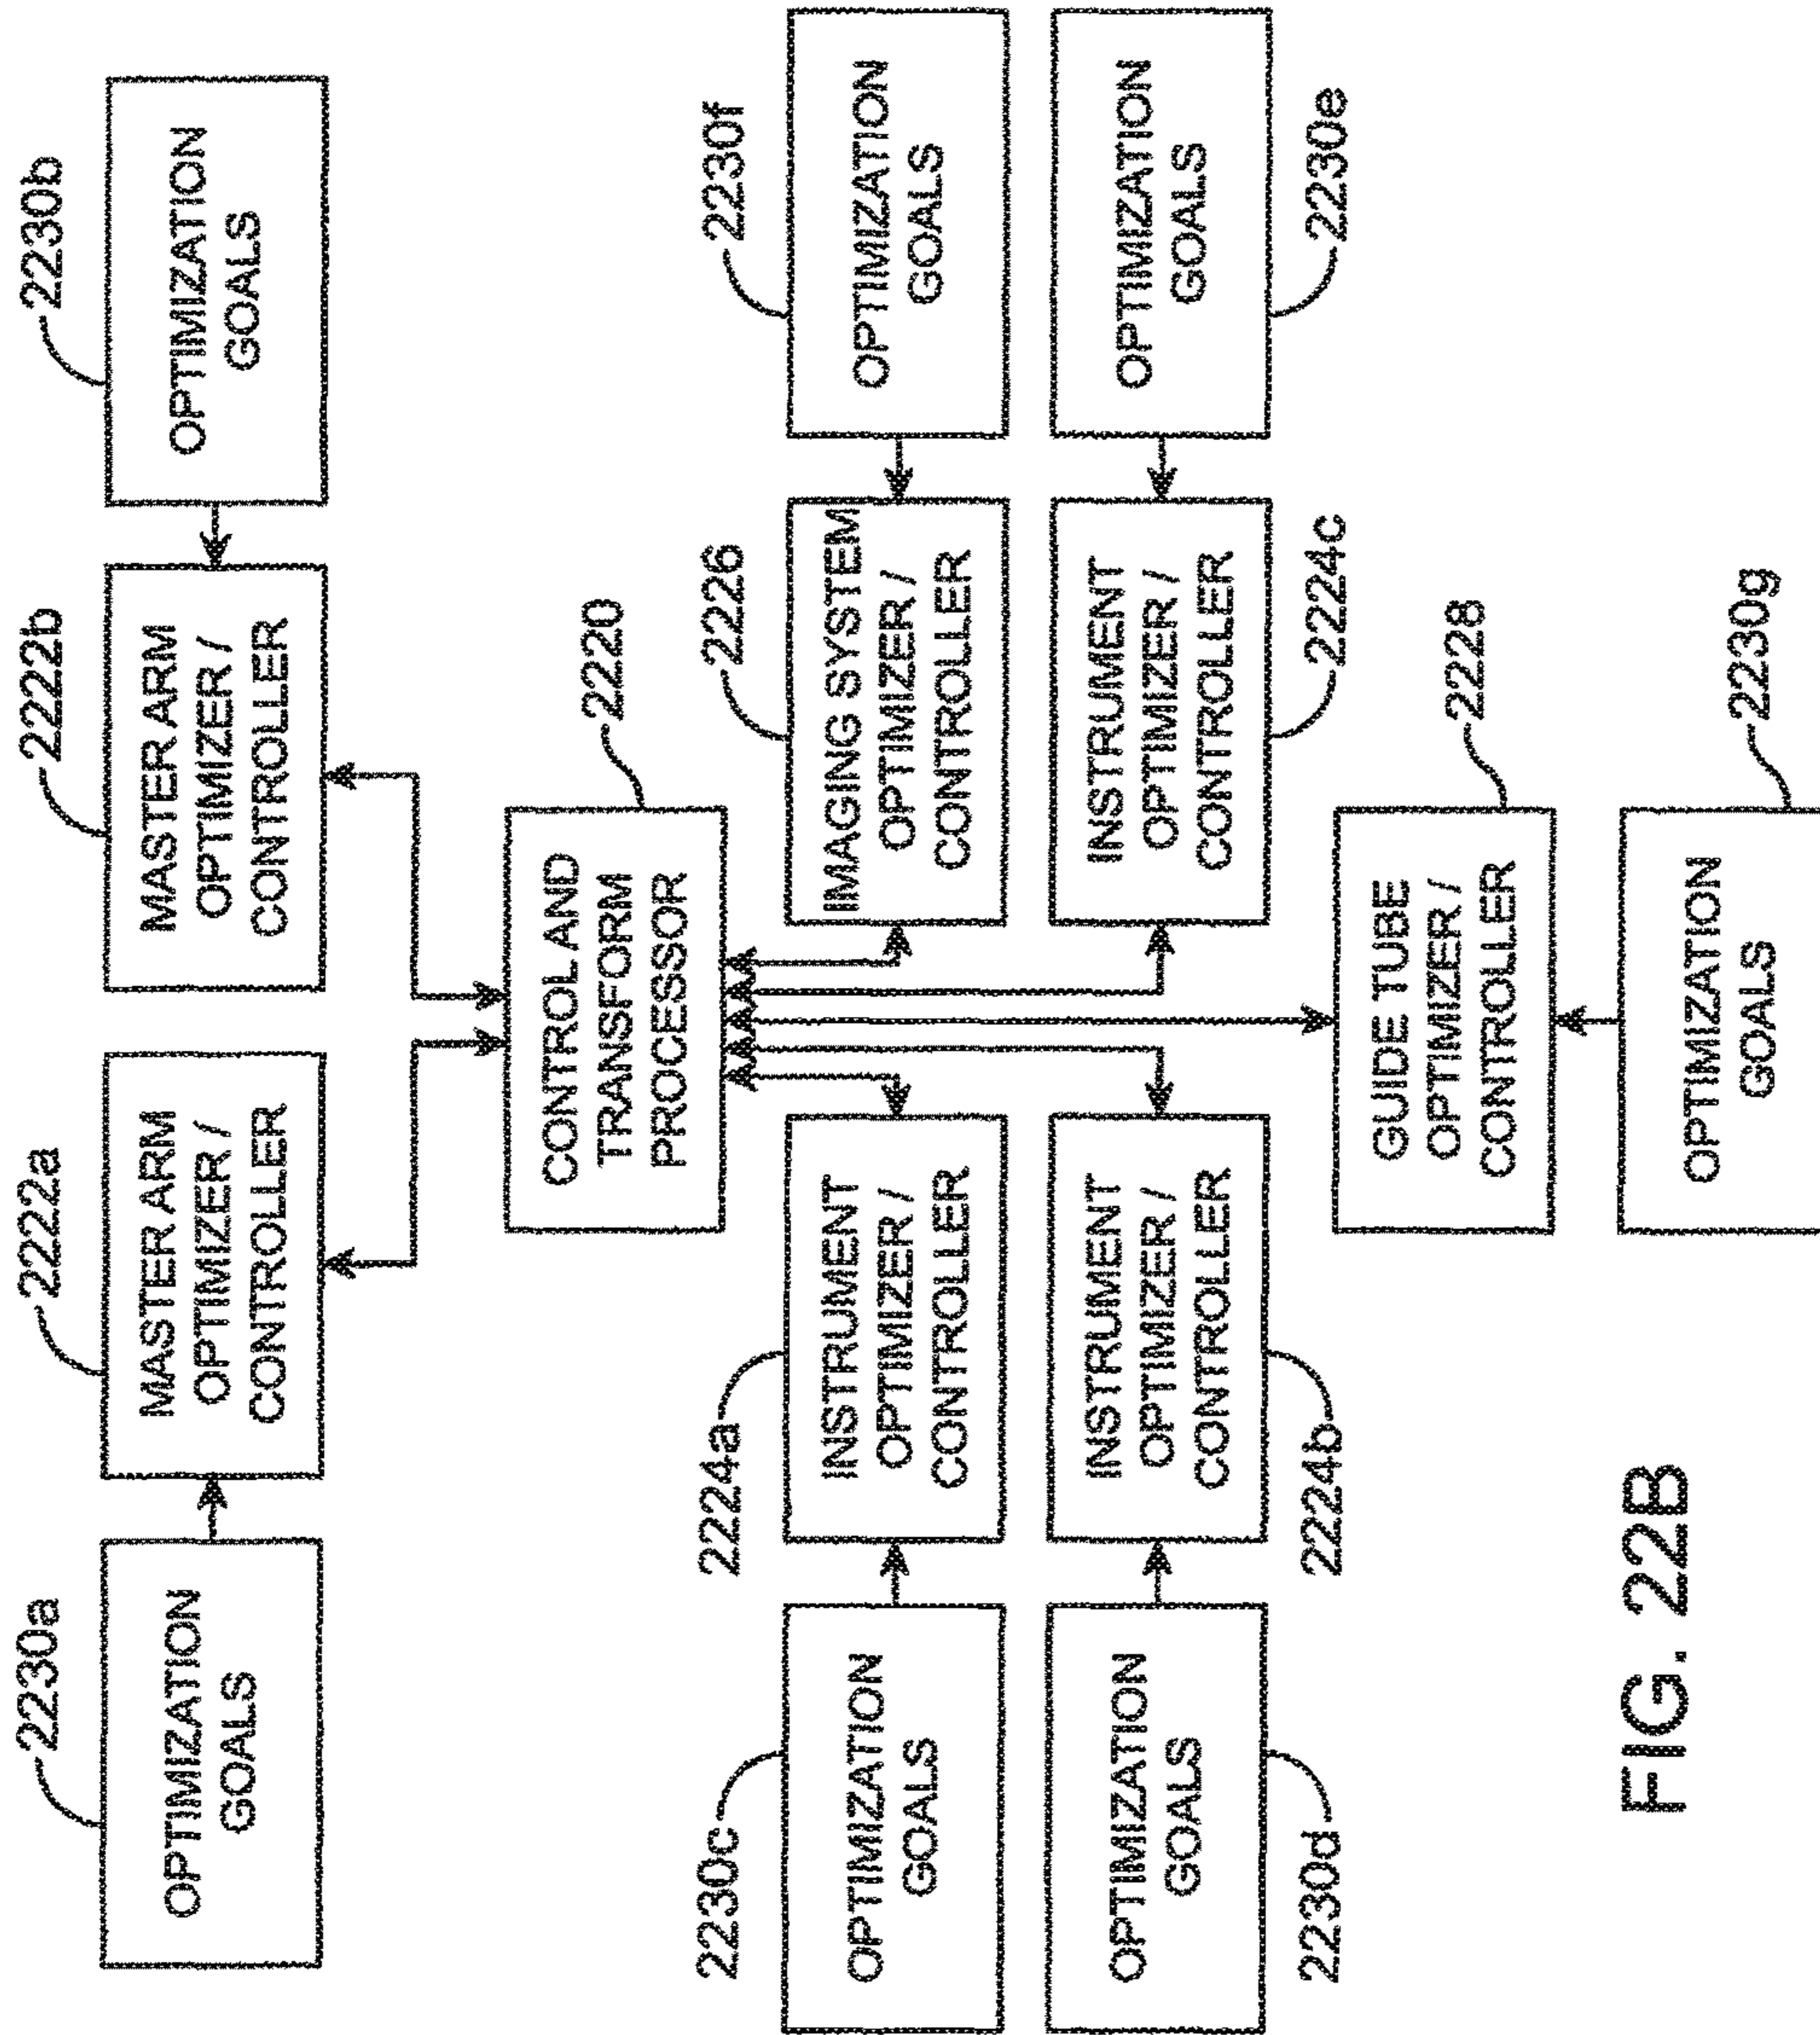 2230a
2222a
2222b
2230b
OPTIMIZATION
GOALS
MASTER ARM
OPTIMIZER /
CONTROLLER
MASTER ARM
OPTIMIZER /
CONTROLLER
OPTIMIZATION
GOALS
CONTROL AND
TRANSFORM
PROCESSOR
2220
2230c
2224a
2226
2230f
OPTIMIZATION
GOALS
INSTRUMENT
OPTIMIZER /
CONTROLLER
IMAGING SYSTEM
OPTIMIZER /
CONTROLLER
OPTIMIZATION
GOALS
OPTIMIZATION
GOALS
INSTRUMENT
OPTIMIZER /
CONTROLLER
INSTRUMENT
OPTIMIZER /
CONTROLLER
OPTIMIZATION
GOALS
2230d
2224b
2224c
2230e
GUIDE TUBE
OPTIMIZER /
CONTROLLER
2228
OPTIMIZATION
GOALS
2230g
FIG. 22B